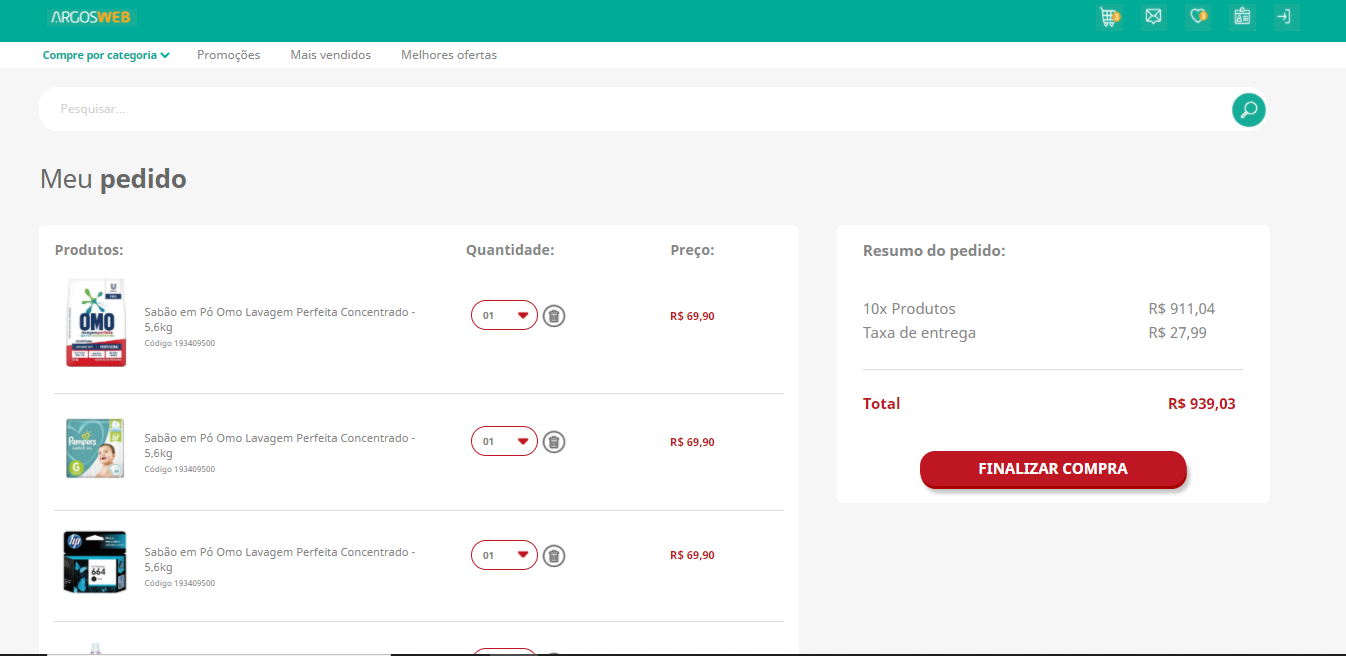 ARGOSWEB
Compre por categoria
Promoções
Mais vendidos
Melhores ofertas
Pesquisar...
Meu pedido
Produtos:
Quantidade:
Preço:
OMO
Sabão em Pó Omo Lavagem Perfeita Concentrado -
5,6kg
Código 193409500
01
R$ 69,90
Pampers
G
Sabão em Pó Omo Lavagem Perfeita Concentrado -
5,6kg
Código 193409500
01
R$ 69,90
hp
664
Sabão em Pó Omo Lavagem Perfeita Concentrado -
5,6kg
Código 193409500
01
R$ 69,90
Resumo do pedido:
10x Produtos
R$ 911,04
Taxa de entrega
R$ 27,99
Total
R$ 939,03
FINALIZAR COMPRA